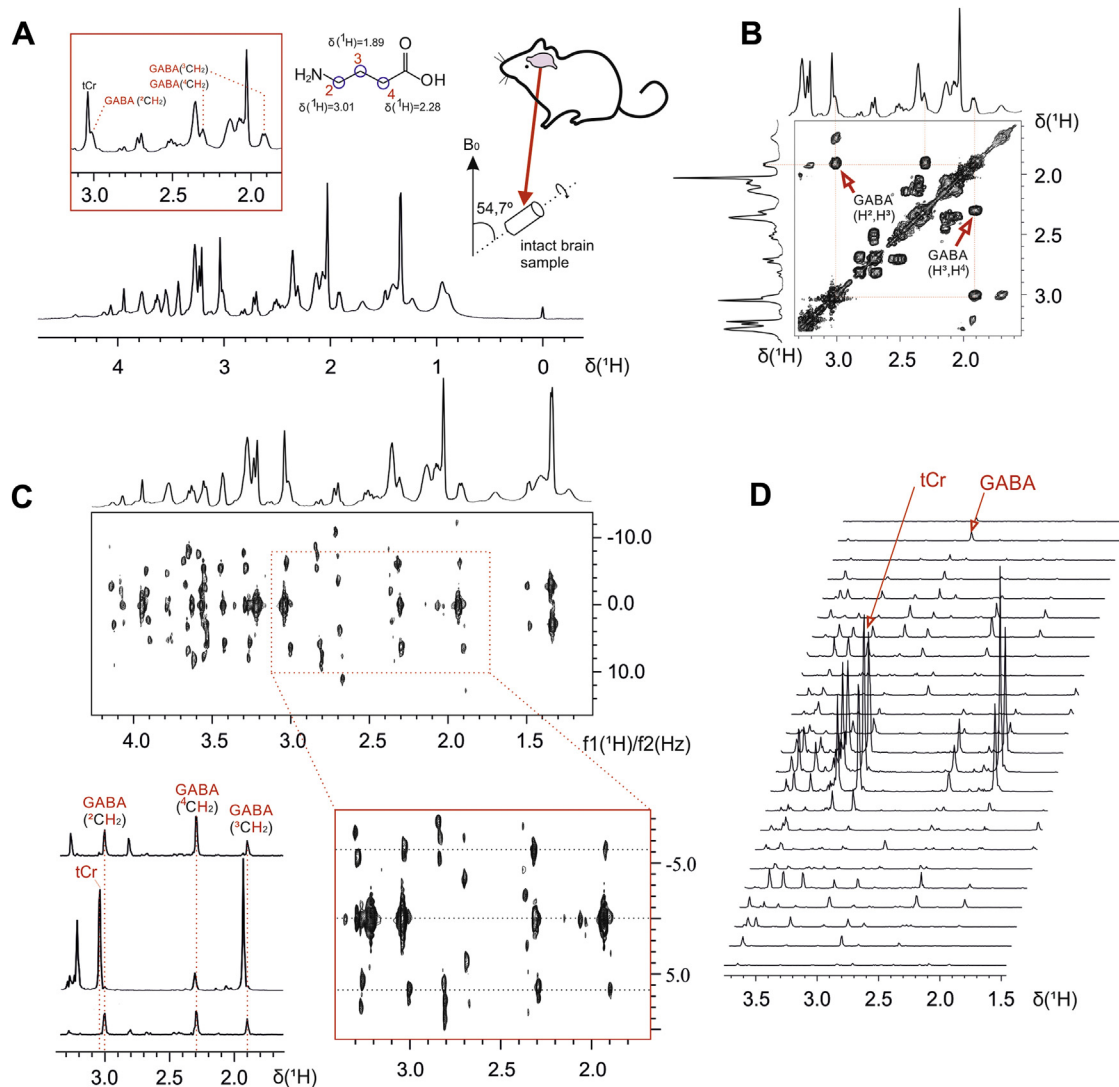 A
tCr
GABA (²CH₂)
GABA(³CH₂)
GABA(⁴CH₂)
3.0 2.5 2.0
δ(¹H)=1.89
3
O
H₂N
OH
2
4
δ(¹H)=3.01
δ(¹H)=2.28
B₀
54,7º
intact brain
sample
4 3 2 1 0 δ(¹H)
B
δ(¹H)
2.0
2.5
3.0
GABA
(H²,H³)
GABA
(H³,H⁴)
δ(¹H)
3.0 2.5 2.0
C
-10.0
0.0
10.0
4.0 3.5 3.0 2.5 2.0 1.5
f1(¹H)/f2(Hz)
GABA
(²CH₂)
GABA
(⁴CH₂)
GABA
(³CH₂)
tCr
3.0 2.5 2.0 δ(¹H)
-5.0
5.0
3.0 2.5 2.0
D
tCr
GABA
3.5 3.0 2.5 2.0 1.5
δ(¹H)